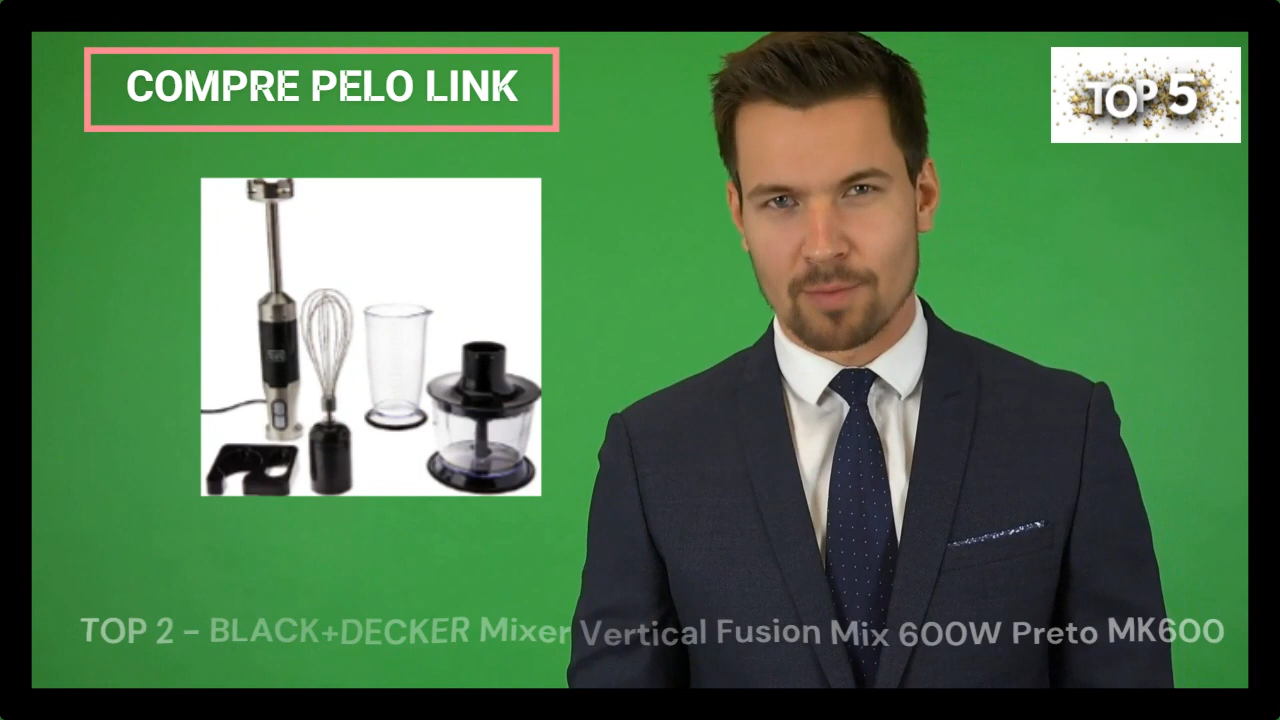 COMPRE PELO LINK
TOP 5
TOP 2 – BLACK+DECKER Mixer Vertical Fusion Mix 600W Preto MK600